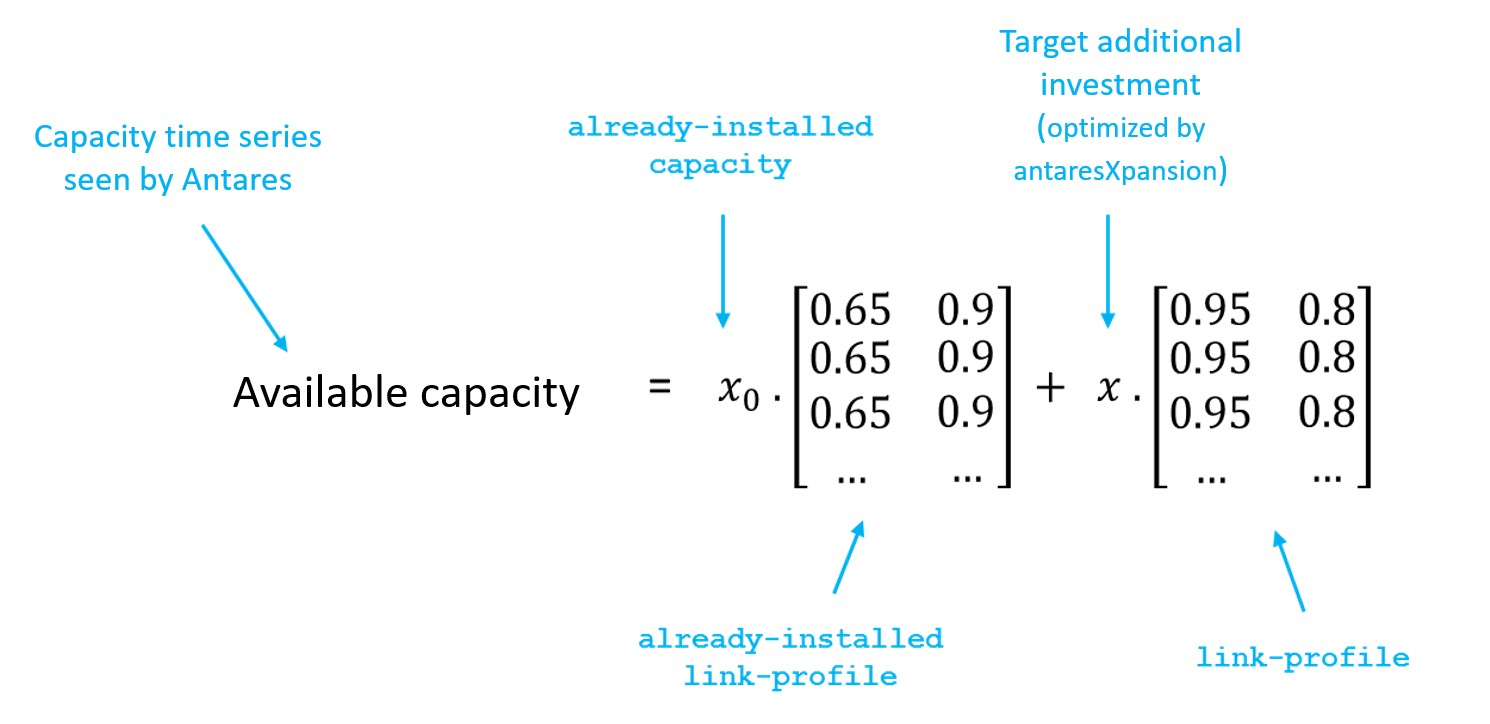 Target additional
investment
(optimized by
antaresXpansion)
already-installed
capacity
Capacity time series
seen by Antares
Available capacity = x₀ . [0.65 0.9] + x . [0.95 0.8]
0.65 0.9 0.95 0.8
0.65 0.9 0.95 0.8
... ... ... ...
already-installed
link-profile
link-profile